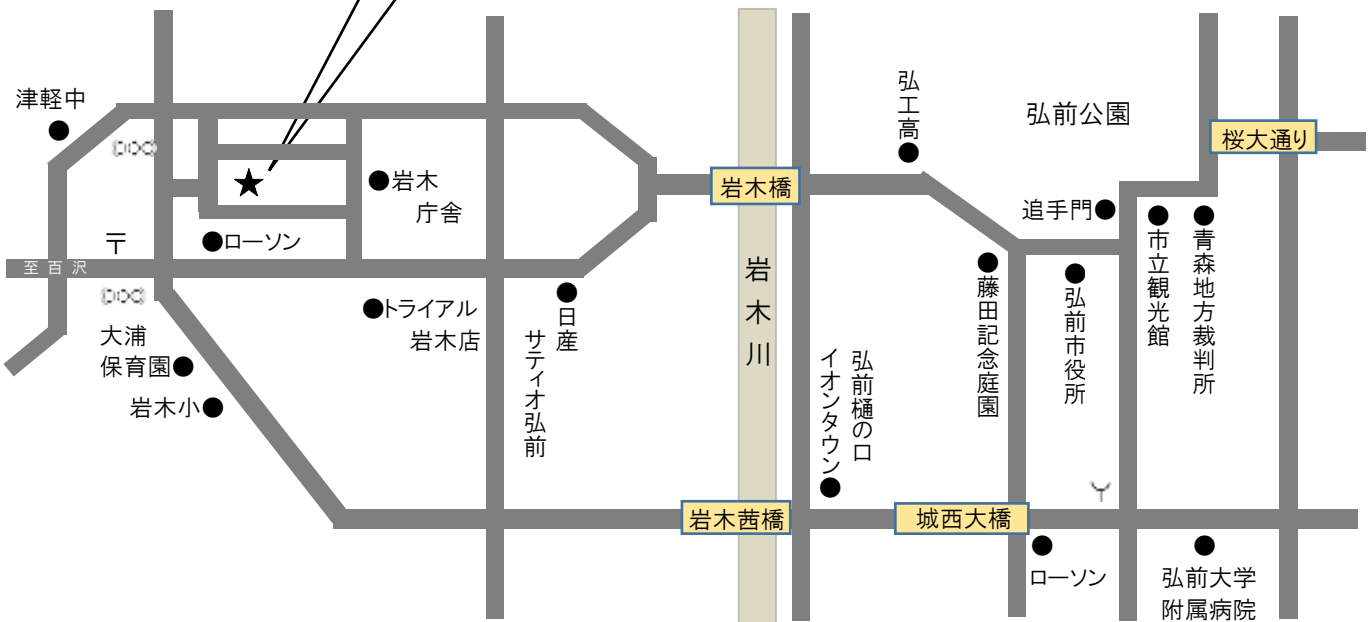 津軽中
弘工高
弘前公園
桜大通り
岩木
庁舎
岩木橋
追手門
〒
ローソン
至百沢
市立観光館
青森地方裁判所
岩木川
藤田記念庭園
弘前市役所
トライアル
岩木店
日産
サティオ弘前
大浦
保育園
岩木小
弘前樋の口
イオンタウン
岩木茜橋
城西大橋
ローソン
弘前大学
附属病院